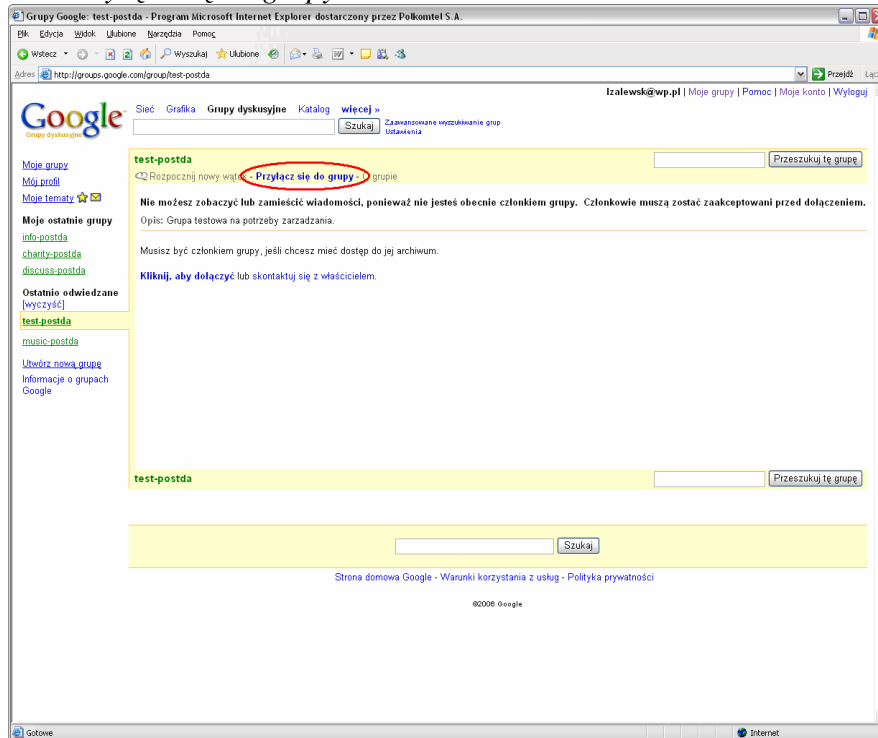 Grupy Google: test-postda - Program Microsoft Internet Explorer dostarczony przez Polkomtel S.A.
Plik Edycja Widok Ulubione Narzędzia Pomoc
Wstecz Wyszukaj Ulubione
Adres http://groups.google.com/group/test-postda Przejdź Łącz
lzalewsk@wp.pl | Moje grupy | Pomoc | Moje konto | Wyloguj
Google
Grupy dyskusyjne
Sieć Grafika Grupy dyskusyjne Katalog więcej »
Szukaj Zaawansowane wyszukiwanie grup
Ustawienia
Moje grupy
Mój profil
Moje tematy
Moje ostatnie grupy
info-postda
charity-postda
discuss-postda
Ostatnio odwiedzane
[wyczyść]
test-postda
music-postda
Utwórz nową grupę
Informacje o grupach
Google
test-postda Przeszukuj tę grupę
Rozpocznij nowy wątek - Przyłącz się do grupy - O grupie
Nie możesz zobaczyć lub zamieścić wiadomości, ponieważ nie jesteś obecnie członkiem grupy. Członkowie muszą zostać zaakceptowani przed dołączeniem.
Opis: Grupa testowa na potrzeby zarzadzania.
Musisz być członkiem grupy, jeśli chcesz mieć dostęp do jej archiwum.
Kliknij, aby dołączyć lub skontaktuj się z właścicielem.
test-postda Przeszukuj tę grupę
Szukaj
Strona domowa Google - Warunki korzystania z usług - Polityka prywatności
©2006 Google
Gotowe Internet